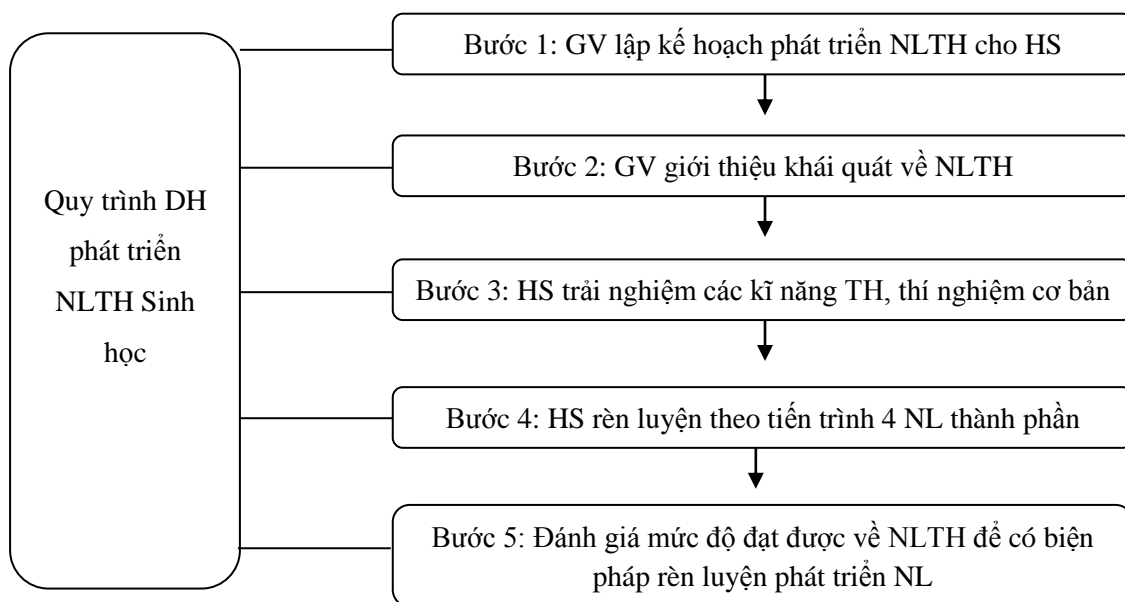 Quy trình DH
phát triển
NLTH Sinh
học
Bước 1: GV lập kế hoạch phát triển NLTH cho HS
Bước 2: GV giới thiệu khái quát về NLTH
Bước 3: HS trải nghiệm các kĩ năng TH, thí nghiệm cơ bản
Bước 4: HS rèn luyện theo tiến trình 4 NL thành phần
Bước 5: Đánh giá mức độ đạt được về NLTH để có biện
pháp rèn luyện phát triển NL